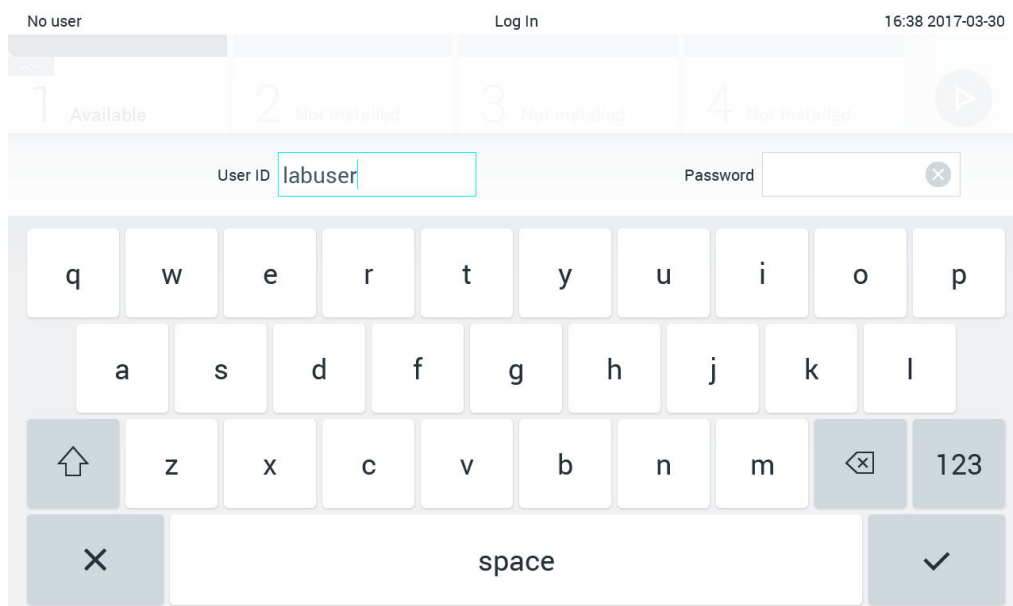 No user Log In 16:38 2017-03-30
--:--
1 Available 2 Not Installed 3 Not Installed 4 Not Installed
User ID labuser Password
q w e r t y u i o p
a s d f g h j k l
z x c v b n m 123
space